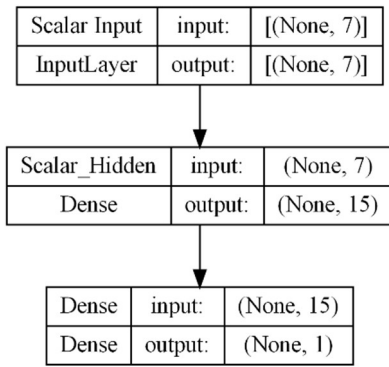 Scalar Input input: [(None, 7)]
InputLayer output: [(None, 7)]
Scalar_Hidden input: (None, 7)
Dense output: (None, 15)
Dense input: (None, 15)
Dense output: (None, 1)